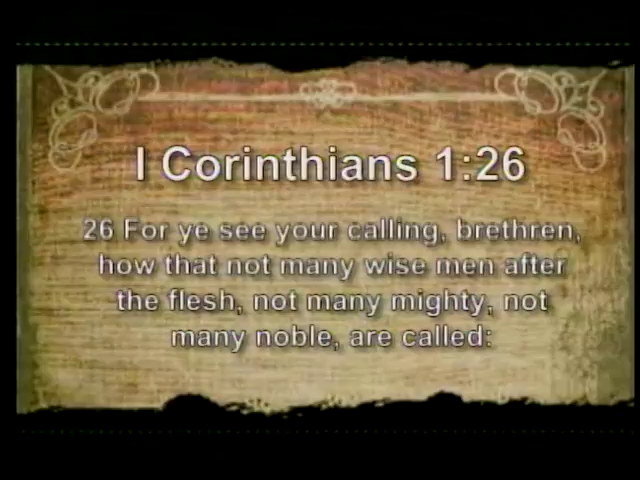 I Corinthians 1:26
26 For ye see your calling, brethren,
how that not many wise men after
the flesh, not many mighty, not
many noble, are called: